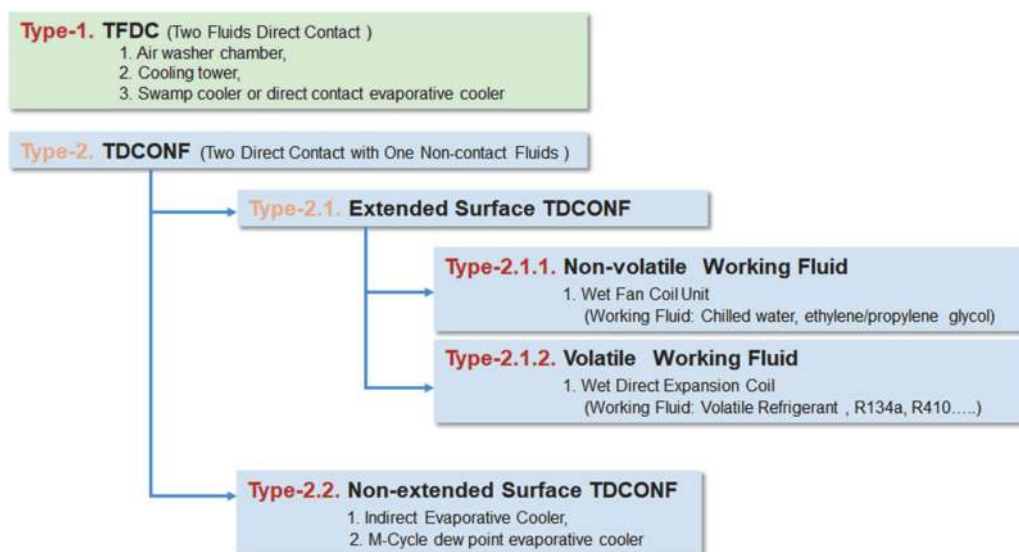 Type-1. TFDC (Two Fluids Direct Contact )
1. Air washer chamber,
2. Cooling tower,
3. Swamp cooler or direct contact evaporative cooler
Type-2. TDCONF (Two Direct Contact with One Non-contact Fluids )
Type-2.1. Extended Surface TDCONF
Type-2.1.1. Non-volatile Working Fluid
1. Wet Fan Coil Unit
(Working Fluid: Chilled water, ethylene/propylene glycol)
Type-2.1.2. Volatile Working Fluid
1. Wet Direct Expansion Coil
(Working Fluid: Volatile Refrigerant , R134a, R410…..)
Type-2.2. Non-extended Surface TDCONF
1. Indirect Evaporative Cooler,
2. M-Cycle dew point evaporative cooler